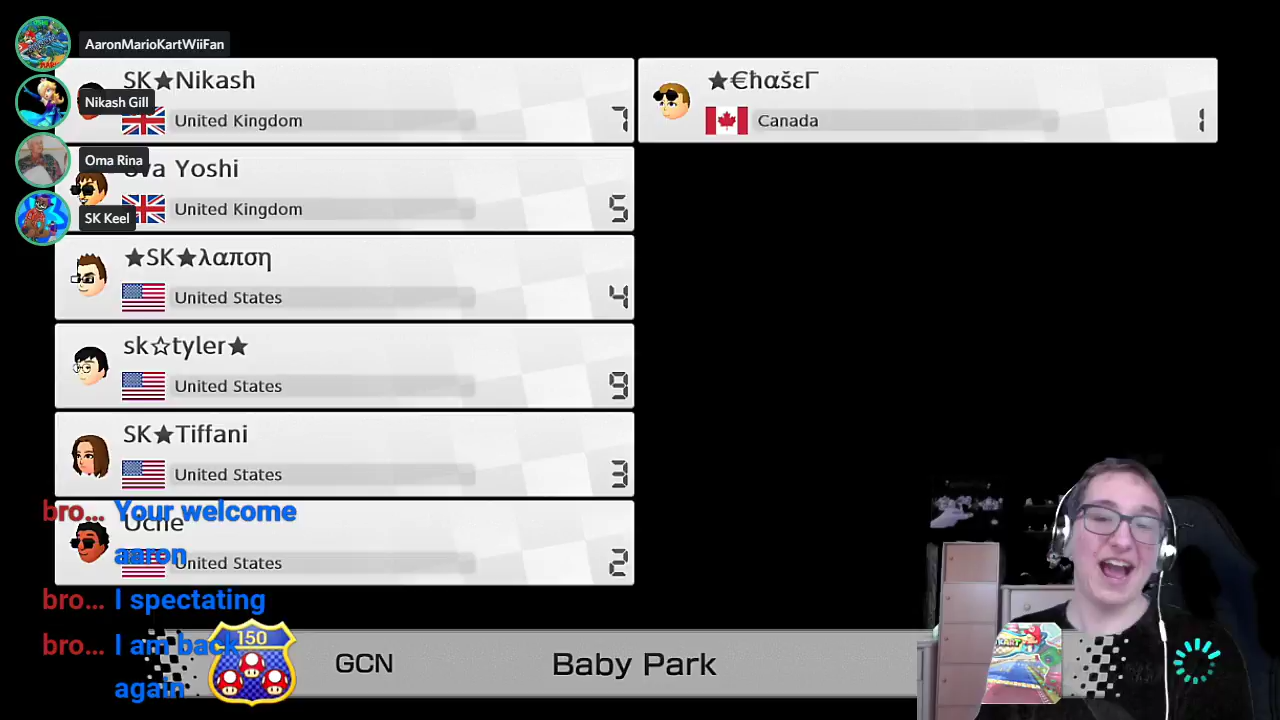 AaronMarioKartWiiFan
SK★Nikash
Nikash Gill
United Kingdom
7
★€ħαšεΓ
Canada
1
Oma Rina
Yoshi
United Kingdom
5
SK Keel
★SK★λαπση
United States
4
sk☆tyler★
United States
9
SK★Tiffani
United States
3
Uche
United States
2
bro... Your welcome
aaron
bro... I spectating
bro... I am back
again
150
GCN
Baby Park